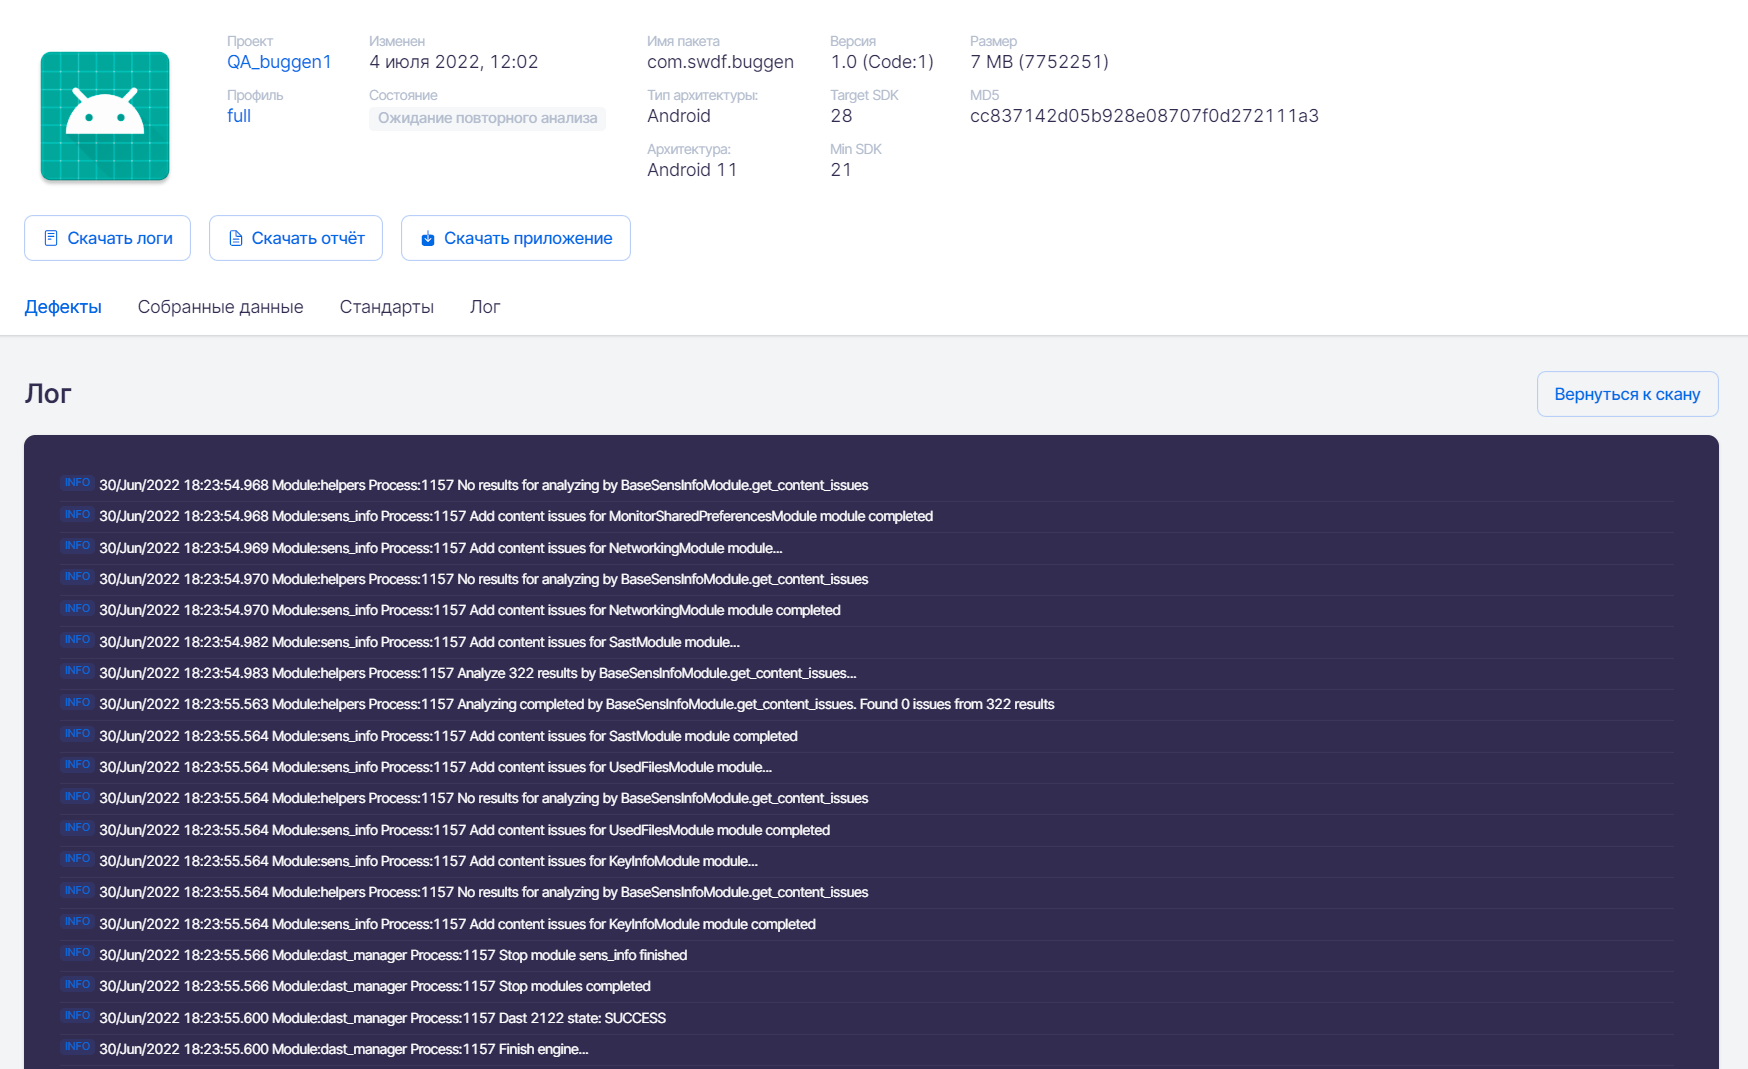 Проект
QA_buggen1
Изменен
4 июля 2022, 12:02
Имя пакета
com.swdf.buggen
Версия
1.0 (Code:1)
Размер
7 MB (7752251)
Профиль
full
Состояние
Ожидание повторного анализа
Тип архитектуры:
Android
Target SDK
28
MD5
cc837142d05b928e08707f0d272111a3
Архитектура:
Android 11
Min SDK
21
Скачать логи
Скачать отчёт
Скачать приложение
Дефекты
Собранные данные
Стандарты
Лог
Лог
Вернуться к скану
INFO 30/Jun/2022 18:23:54.968 Module:helpers Process:1157 No results for analyzing by BaseSensInfoModule.get_content_issues
INFO 30/Jun/2022 18:23:54.968 Module:sens_info Process:1157 Add content issues for MonitorSharedPreferencesModule module completed
INFO 30/Jun/2022 18:23:54.969 Module:sens_info Process:1157 Add content issues for NetworkingModule module...
INFO 30/Jun/2022 18:23:54.970 Module:helpers Process:1157 No results for analyzing by BaseSensInfoModule.get_content_issues
INFO 30/Jun/2022 18:23:54.970 Module:sens_info Process:1157 Add content issues for NetworkingModule module completed
INFO 30/Jun/2022 18:23:54.982 Module:sens_info Process:1157 Add content issues for SastModule module...
INFO 30/Jun/2022 18:23:54.983 Module:helpers Process:1157 Analyze 322 results by BaseSensInfoModule.get_content_issues...
INFO 30/Jun/2022 18:23:55.563 Module:helpers Process:1157 Analyzing completed by BaseSensInfoModule.get_content_issues. Found 0 issues from 322 results
INFO 30/Jun/2022 18:23:55.564 Module:sens_info Process:1157 Add content issues for SastModule module completed
INFO 30/Jun/2022 18:23:55.564 Module:sens_info Process:1157 Add content issues for UsedFilesModule module...
INFO 30/Jun/2022 18:23:55.564 Module:helpers Process:1157 No results for analyzing by BaseSensInfoModule.get_content_issues
INFO 30/Jun/2022 18:23:55.564 Module:sens_info Process:1157 Add content issues for UsedFilesModule module completed
INFO 30/Jun/2022 18:23:55.564 Module:sens_info Process:1157 Add content issues for KeyInfoModule module...
INFO 30/Jun/2022 18:23:55.564 Module:helpers Process:1157 No results for analyzing by BaseSensInfoModule.get_content_issues
INFO 30/Jun/2022 18:23:55.564 Module:sens_info Process:1157 Add content issues for KeyInfoModule module completed
INFO 30/Jun/2022 18:23:55.566 Module:dast_manager Process:1157 Stop module sens_info finished
INFO 30/Jun/2022 18:23:55.566 Module:dast_manager Process:1157 Stop modules completed
INFO 30/Jun/2022 18:23:55.600 Module:dast_manager Process:1157 Dast 2122 state: SUCCESS
INFO 30/Jun/2022 18:23:55.600 Module:dast_manager Process:1157 Finish engine...